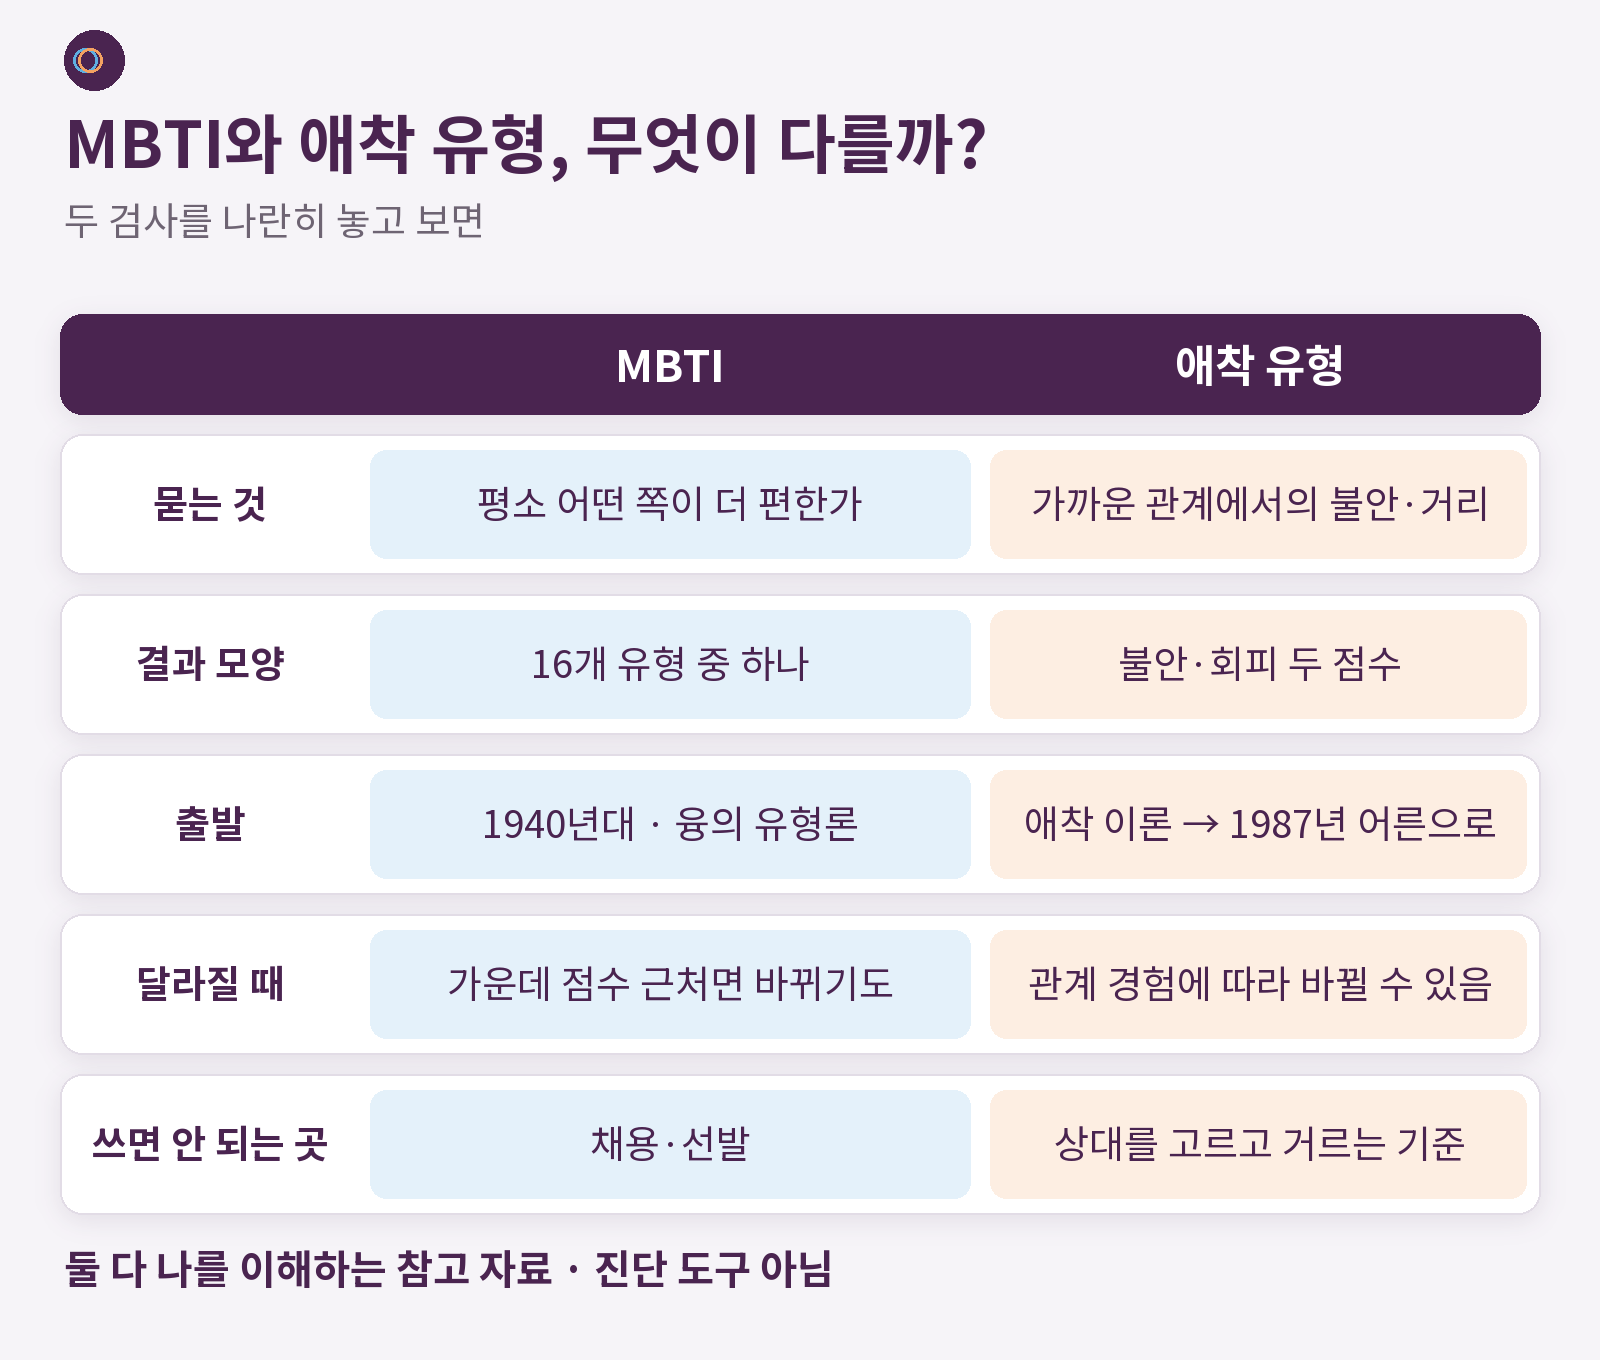 MBTI와 애착 유형, 무엇이 다를까?
두 검사를 나란히 놓고 보면
MBTI 애착 유형
묻는 것 평소 어떤 쪽이 더 편한가 가까운 관계에서의 불안·거리
결과 모양 16개 유형 중 하나 불안·회피 두 점수
출발 1940년대 · 융의 유형론 애착 이론 → 1987년 어른으로
달라질 때 가운데 점수 근처면 바뀌기도 관계 경험에 따라 바뀔 수 있음
쓰면 안 되는 곳 채용·선발 상대를 고르고 거르는 기준
둘 다 나를 이해하는 참고 자료 · 진단 도구 아님